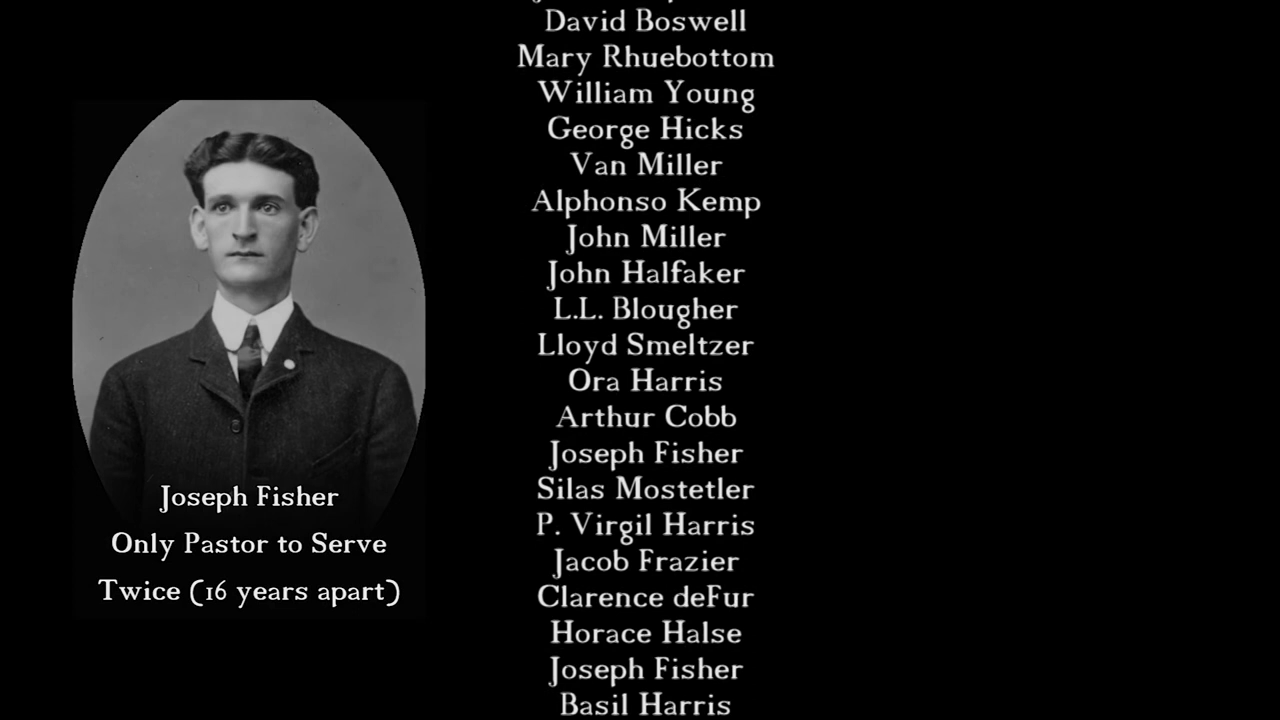 David Boswell
Mary Rhuebottom
William Young
George Hicks
Van Miller
Alphonso Kemp
John Miller
John Halfaker
L.L. Blougher
Lloyd Smeltzer
Ora Harris
Arthur Cobb
Joseph Fisher
Silas Mostetler
P. Virgil Harris
Jacob Frazier
Clarence deFur
Horace Halse
Joseph Fisher
Basil Harris
Joseph Fisher
Only Pastor to Serve
Twice (16 years apart)